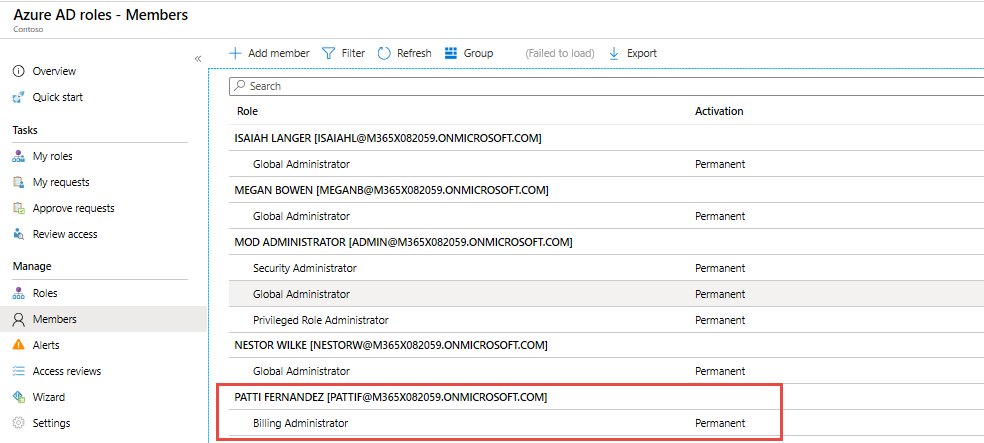 Azure AD roles - Members
Contoso
«
Overview
Quick start
Tasks
My roles
My requests
Approve requests
Review access
Manage
Roles
Members
Alerts
Access reviews
Wizard
Settings
Add member Filter Refresh Group (Failed to load) Export
Search
Role Activation
ISAIAH LANGER [ISAIAHL@M365X082059.ONMICROSOFT.COM]
Global Administrator Permanent
MEGAN BOWEN [MEGANB@M365X082059.ONMICROSOFT.COM]
Global Administrator Permanent
MOD ADMINISTRATOR [ADMIN@M365X082059.ONMICROSOFT.COM]
Security Administrator Permanent
Global Administrator Permanent
Privileged Role Administrator Permanent
NESTOR WILKE [NESTORW@M365X082059.ONMICROSOFT.COM]
Global Administrator Permanent
PATTI FERNANDEZ [PATTIF@M365X082059.ONMICROSOFT.COM]
Billing Administrator Permanent